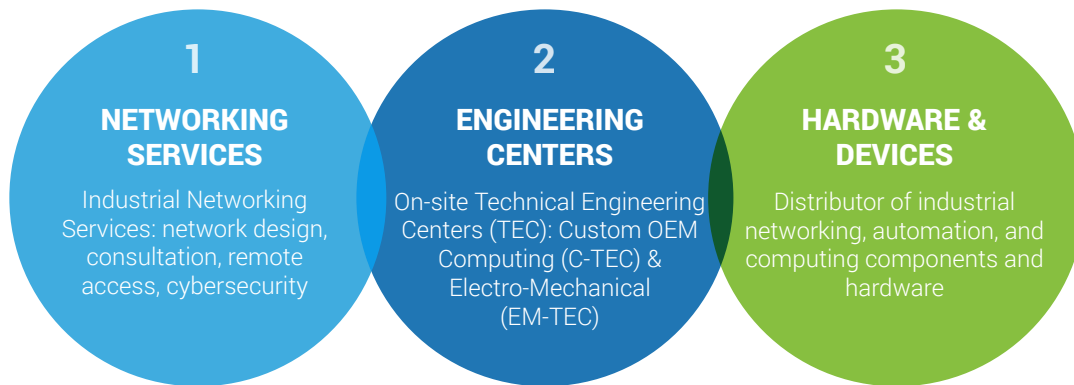 1
NETWORKING
SERVICES
Industrial Networking
Services: network design,
consultation, remote
access, cybersecurity
2
ENGINEERING
CENTERS
On-site Technical Engineering
Centers (TEC): Custom OEM
Computing (C-TEC) &
Electro-Mechanical
(EM-TEC)
3
HARDWARE &
DEVICES
Distributor of industrial
networking, automation, and
computing components and
hardware